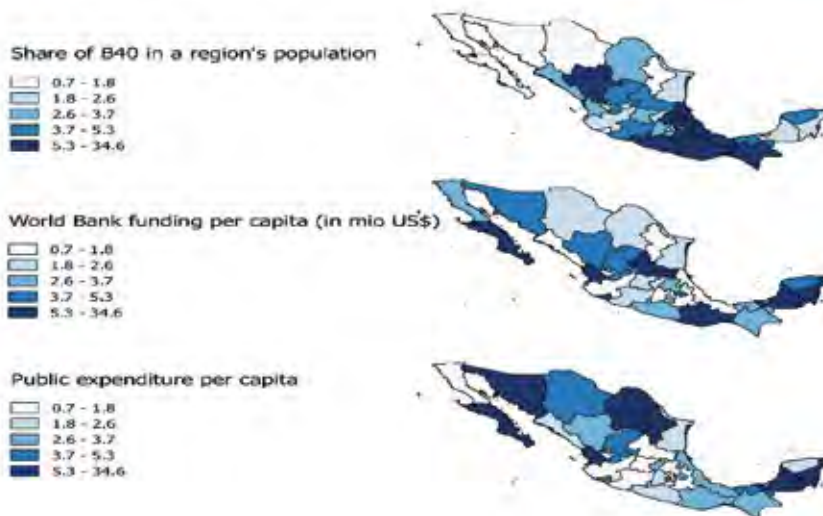 Share of B40 in a region's population
0.7 - 1.8
1.8 - 2.6
2.6 - 3.7
3.7 - 5.3
5.3 - 34.6
World Bank funding per capita (in mio US$)
0.7 - 1.8
1.8 - 2.6
2.6 - 3.7
3.7 - 5.3
5.3 - 34.6
Public expenditure per capita
0.7 - 1.8
1.8 - 2.6
2.6 - 3.7
3.7 - 5.3
5.3 - 34.6